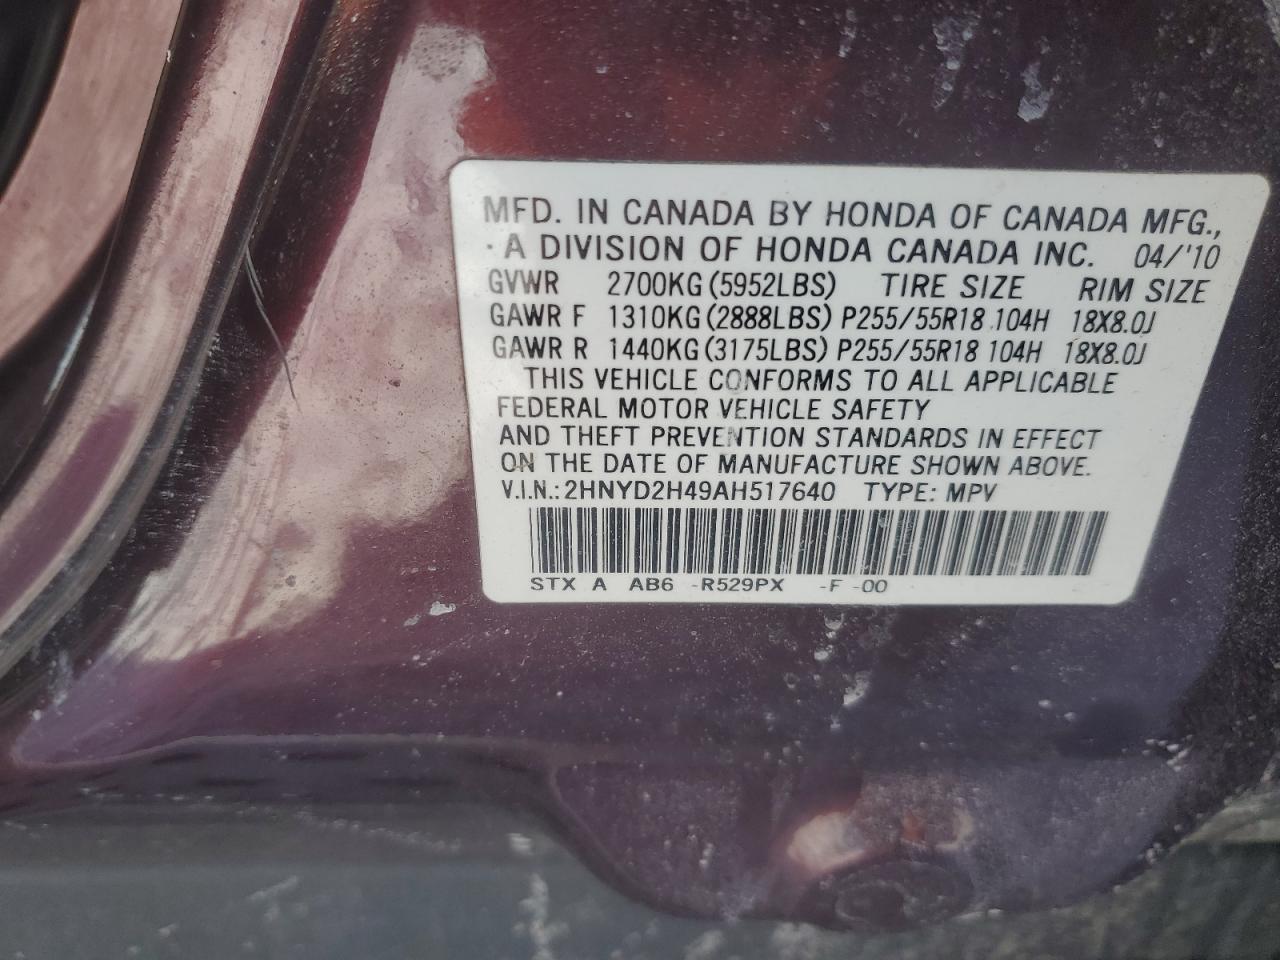 MFD. IN CANADA BY HONDA OF CANADA MFG.,
A DIVISION OF HONDA CANADA INC. 04/'10
GVWR 2700KG (5952LBS) TIRE SIZE RIM SIZE
GAWR F 1310KG (2888LBS) P255/55R18 104H 18X8.0J
GAWR R 1440KG (3175LBS) P255/55R18 104H 18X8.0J
THIS VEHICLE CONFORMS TO ALL APPLICABLE
FEDERAL MOTOR VEHICLE SAFETY
AND THEFT PREVENTION STANDARDS IN EFFECT
ON THE DATE OF MANUFACTURE SHOWN ABOVE.
V.I.N.: 2HNYD2H49AH517640 TYPE: MPV
STX A AB6 -R529PX -F -00